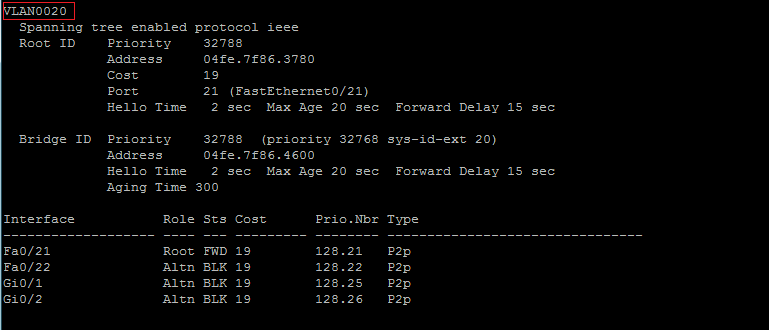 VLAN0020
Spanning tree enabled protocol ieee
Root ID Priority 32788
Address 04fe.7f86.3780
Cost 19
Port 21 (FastEthernet0/21)
Hello Time 2 sec Max Age 20 sec Forward Delay 15 sec
Bridge ID Priority 32788 (priority 32768 sys-id-ext 20)
Address 04fe.7f86.4600
Hello Time 2 sec Max Age 20 sec Forward Delay 15 sec
Aging Time 300
Interface Role Sts Cost Prio.Nbr Type
------------------- ---- --- --------- -------- --------------------------------
Fa0/21 Root FWD 19 128.21 P2p
Fa0/22 Altn BLK 19 128.22 P2p
Gi0/1 Altn BLK 19 128.25 P2p
Gi0/2 Altn BLK 19 128.26 P2p